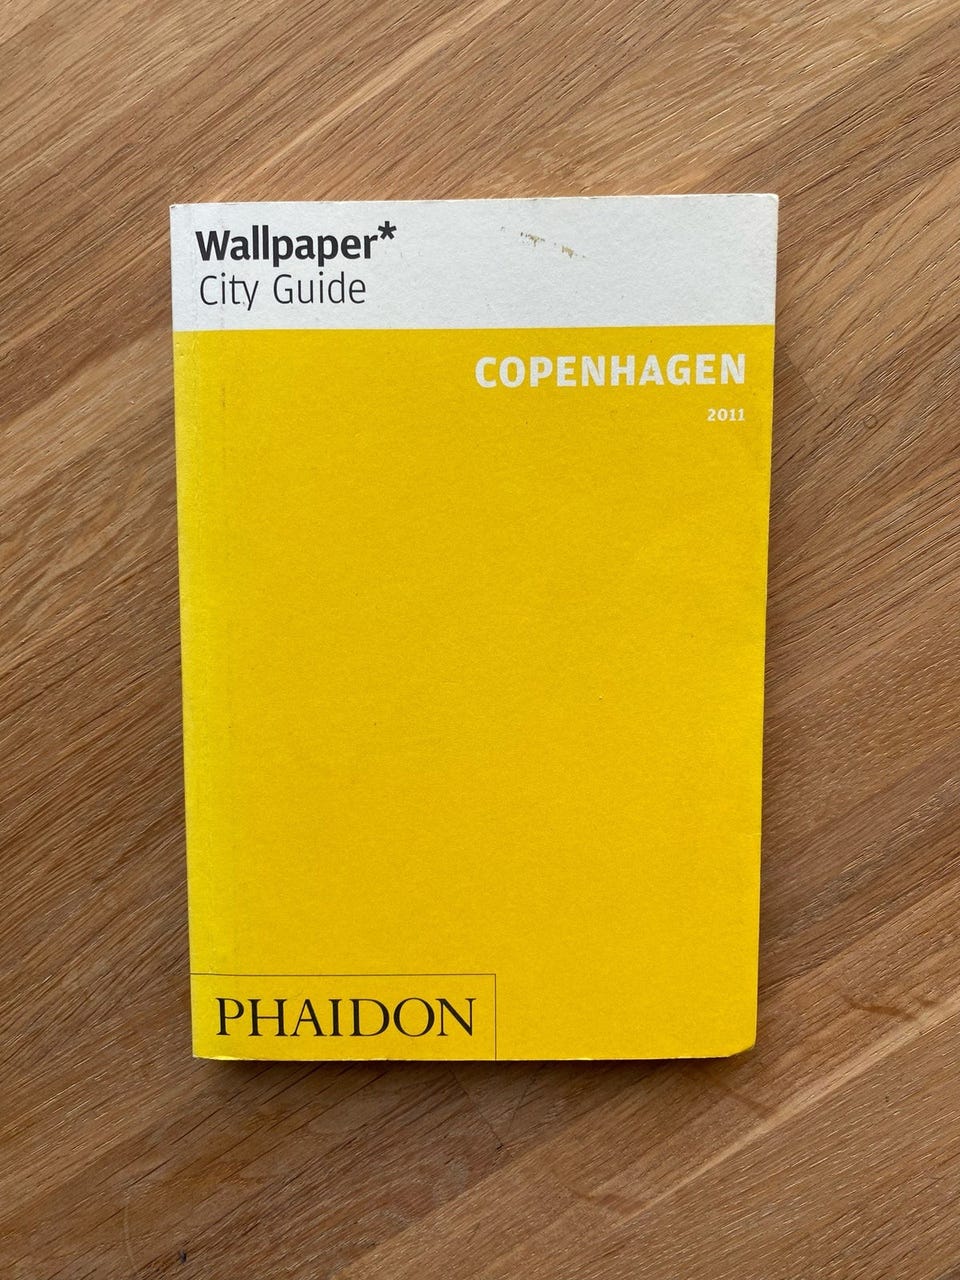 Wallpaper*
City Guide
COPENHAGEN
2011
PHAIDON